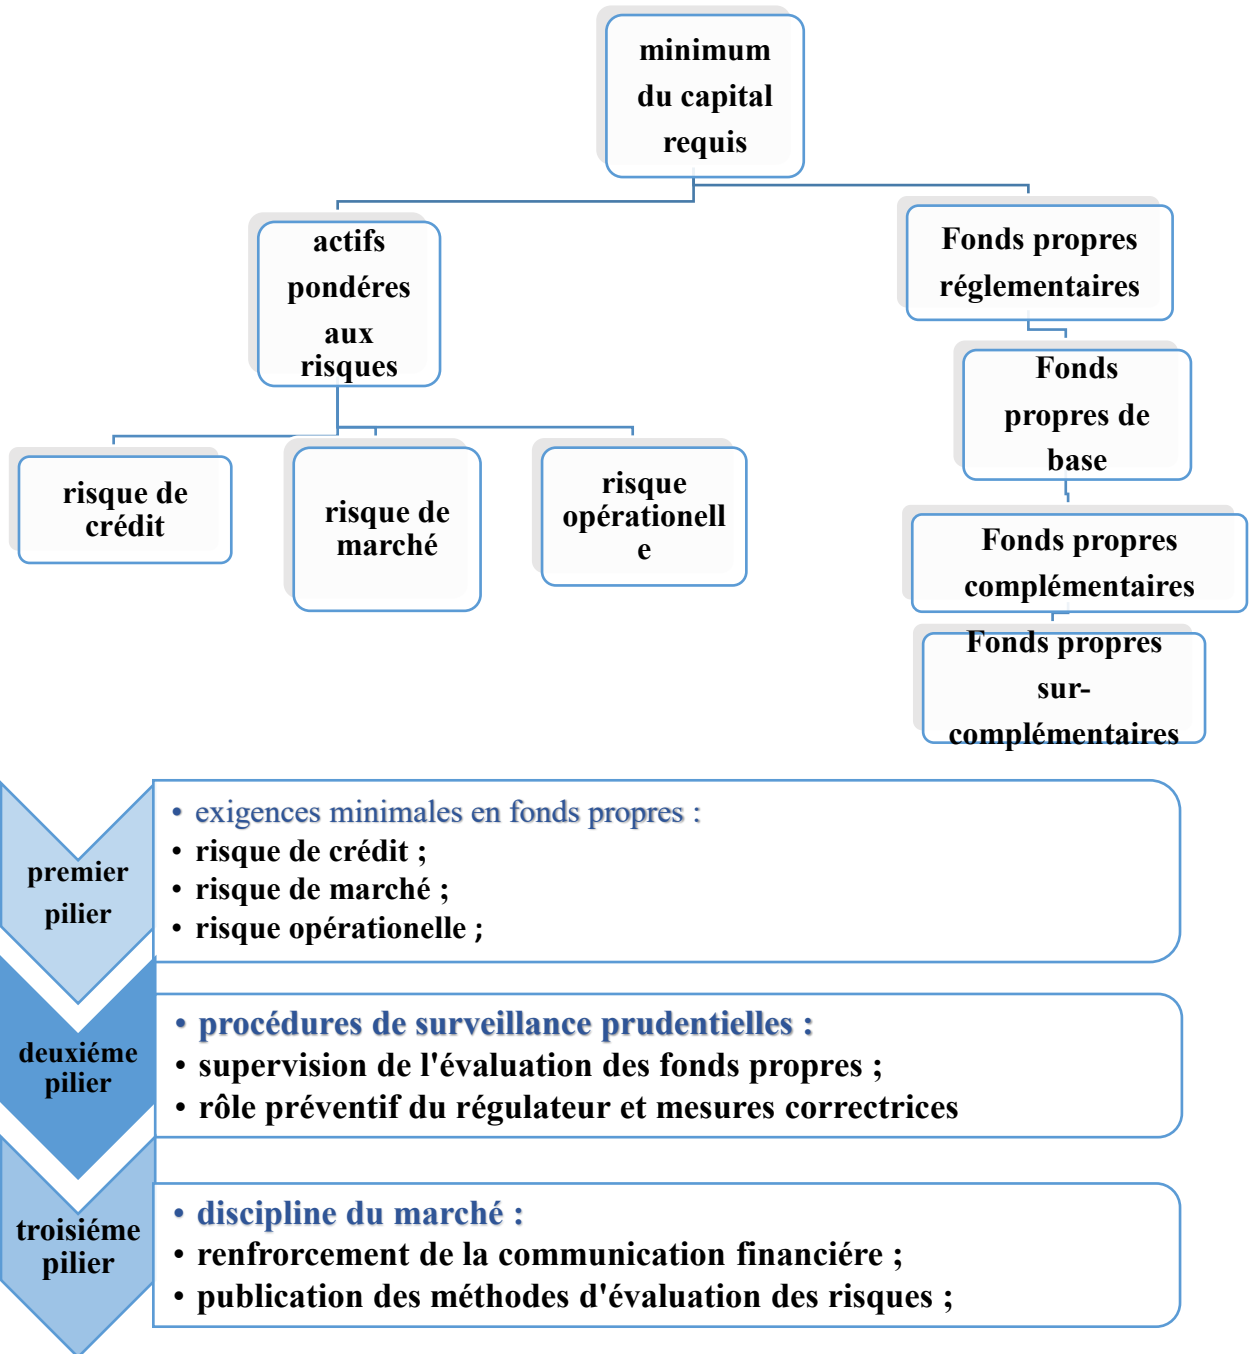 minimum
du capital
requis
actifs
pondéres
aux
risques
Fonds propres
réglementaires
Fonds
propres de
base
risque de
crédit
risque de
marché
risque
opérationell
e
Fonds propres
complémentaires
Fonds propres
sur-
complémentaires
premier
pilier
• exigences minimales en fonds propres :
• risque de crédit ;
• risque de marché ;
• risque opérationelle ;
deuxiéme
pilier
• procédures de surveillance prudentielles :
• supervision de l'évaluation des fonds propres ;
• rôle préventif du régulateur et mesures correctrices
troisiéme
pilier
• discipline du marché :
• renfrorcement de la communication financiére ;
• publication des méthodes d'évaluation des risques ;